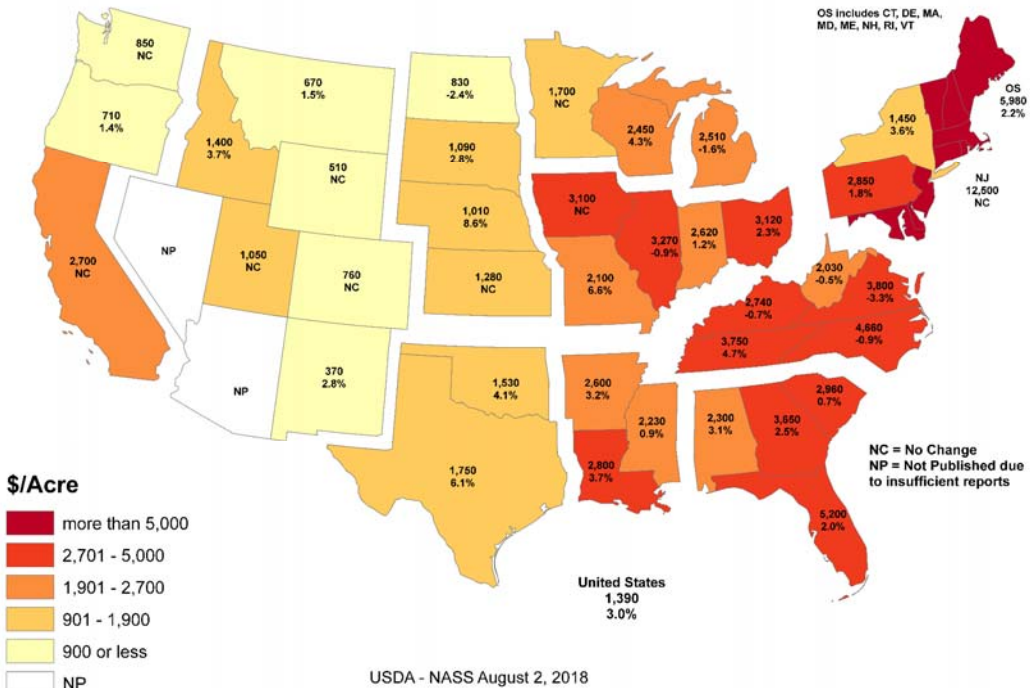 OS includes CT, DE, MA,
MD, ME, NH, RI, VT
850
NC
710
1.4%
670
1.5%
1,400
3.7%
510
NC
830
-2.4%
1,090
2.8%
1,010
8.6%
1,280
NC
1,700
NC
2,450
4.3%
2,510
-1.6%
1,450
3.6%
OS
5,980
2.2%
NJ
12,500
NC
2,850
1.8%
3,100
NC
3,270
-0.9%
2,620
1.2%
3,120
2.3%
2,700
NC
NP
1,050
NC
760
NC
2,100
6.6%
2,030
-0.5%
3,800
-3.3%
2,740
-0.7%
3,750
4.7%
4,660
-0.9%
NP
370
2.8%
1,530
4.1%
2,600
3.2%
2,230
0.9%
2,300
3.1%
3,650
2.5%
2,960
0.7%
1,750
6.1%
2,800
3.7%
5,200
2.0%
NC = No Change
NP = Not Published due
to insufficient reports
$/Acre
more than 5,000
2,701 - 5,000
1,901 - 2,700
901 - 1,900
900 or less
NP
United States
1,390
3.0%
USDA - NASS August 2, 2018